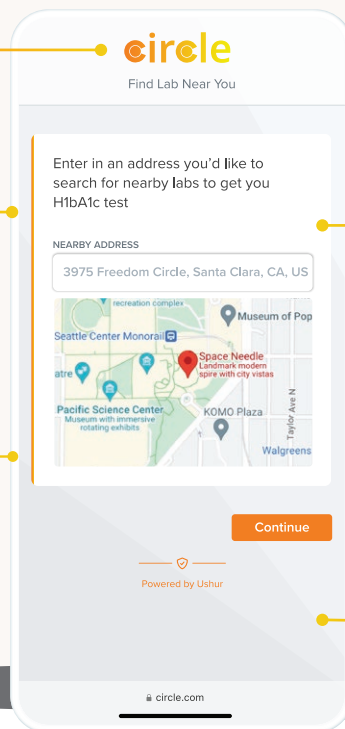 circle
Find Lab Near You
Enter in an address you'd like to
search for nearby labs to get you
H1bA1c test
NEARBY ADDRESS
3975 Freedom Circle, Santa Clara, CA, US
recreation complex
Museum of Pop
Seattle Center Monorail
Space Needle
Landmark modern
spire with city vistas
atre
Pacific Science Center
Museum with immersive
rotating exhibits
KOMO Plaza
Taylor Ave N
Walgreens
Continue
Powered by Ushur
circle.com